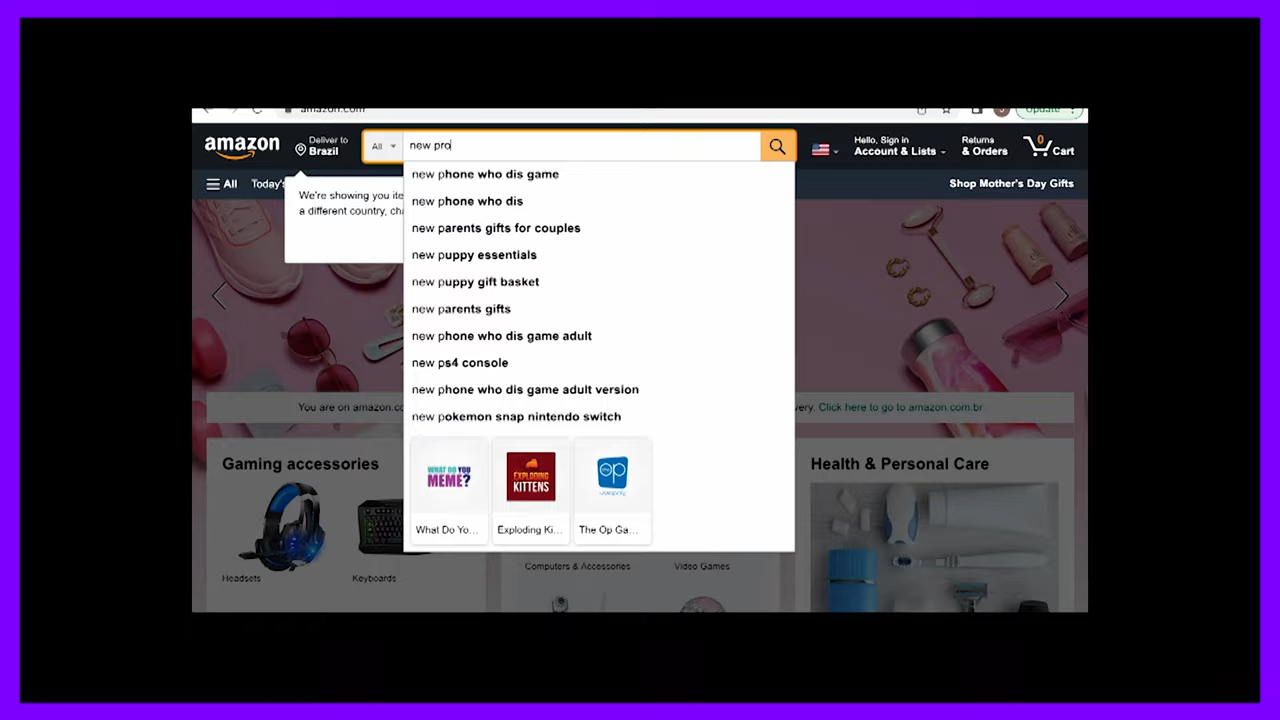 amazon.com
Update
amazon
Deliver to
Brazil
All
new pro
Hello, Sign in
Account & Lists
Returns
& Orders
0
Cart
All
Today's
Shop Mother's Day Gifts
We're showing you ite
a different country, cha
new phone who dis game
new phone who dis
new parents gifts for couples
new puppy essentials
new puppy gift basket
new parents gifts
new phone who dis game adult
new ps4 console
new phone who dis game adult version
new pokemon snap nintendo switch
You are on amazon.co
very. Click here to go to amazon.com.br
Gaming accessories
Health & Personal Care
WHAT DO YOU
MEME?
EXPLODING
KITTENS
op
usaopoly
What Do Yo...
Exploding Ki...
The Op Ga...
Headsets
Keyboards
Computers & Accessories
Video Games